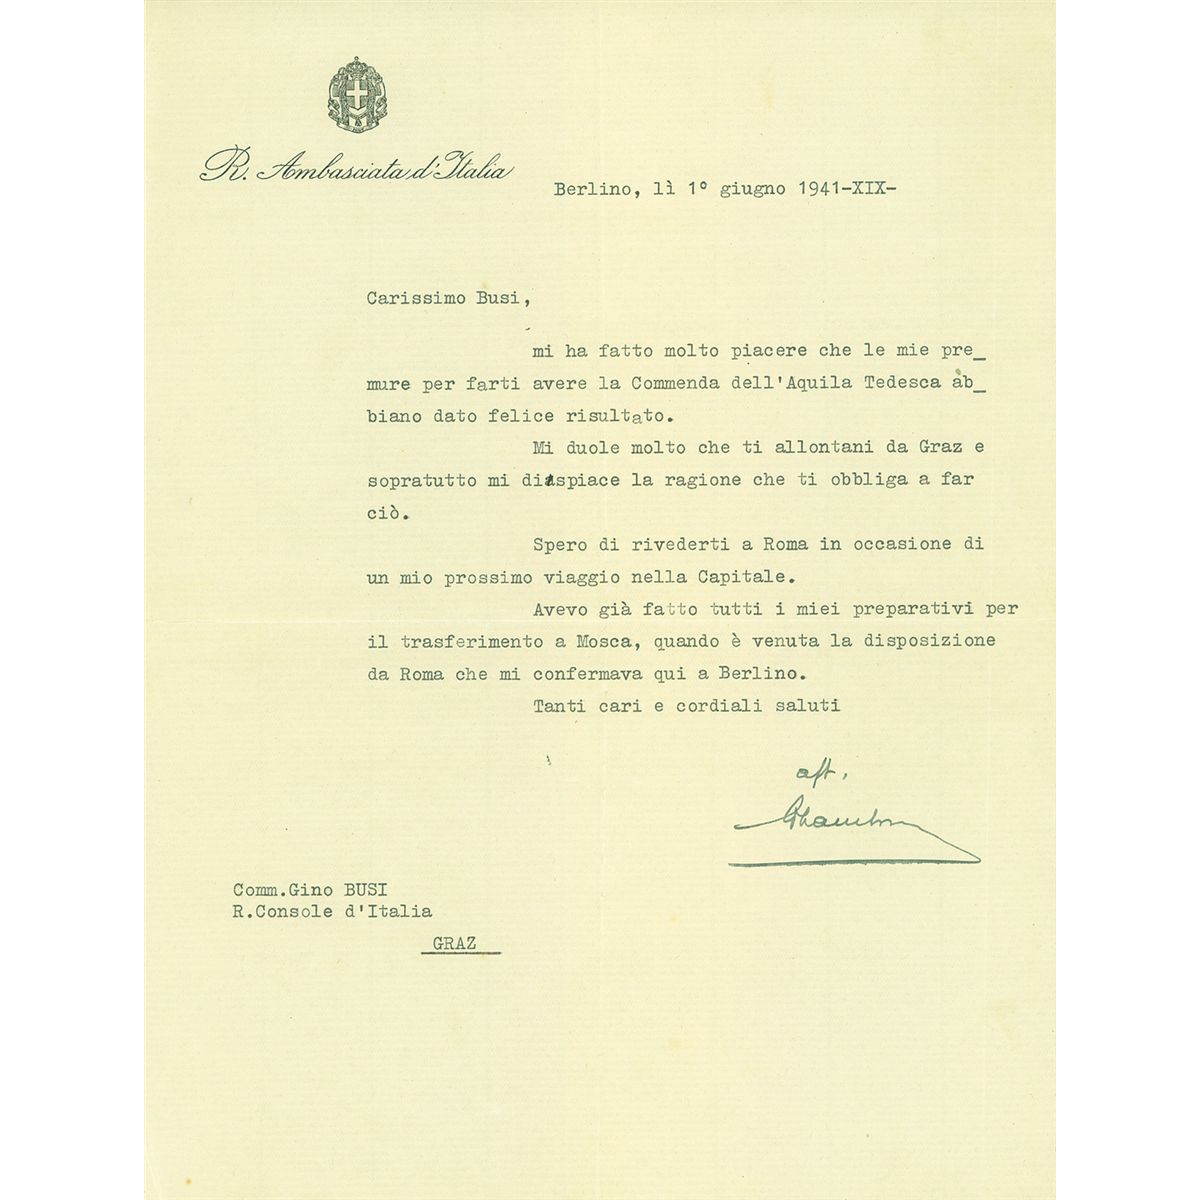 R. Ambasciata d'Italia
Berlino, lì 1° giugno 1941-XIX-
Carissimo Busi,
mi ha fatto molto piacere che le mie pre_
mure per farti avere la Commenda dell'Aquila Tedesca ab_
biano dato felice risultato.
Mi duole molto che ti allontani da Graz e
sopratutto mi dispiace la ragione che ti obbliga a far
ciò.
Spero di rivederti a Roma in occasione di
un mio prossimo viaggio nella Capitale.
Avevo già fatto tutti i miei preparativi per
il trasferimento a Mosca, quando è venuta la disposizione
da Roma che mi confermava qui a Berlino.
Tanti cari e cordiali saluti
aff.
Comm.Gino BUSI
R.Console d'Italia
GRAZ